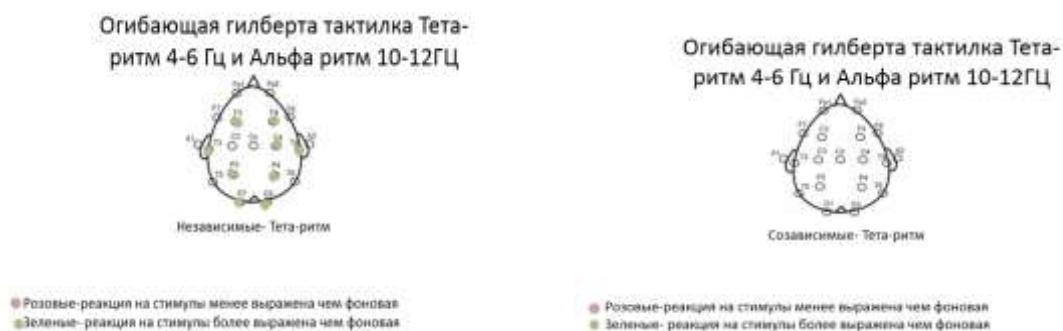 Огибающая гилберта тактилка Тета-
ритм 4-6 Гц и Альфа ритм 10-12ГЦ
Независимые- Тета-ритм
Розовые-реакция на стимулы менее выражена чем фоновая
Зеленые- реакция на стимулы более выражена чем фоновая
Огибающая гилберта тактилка Тета-
ритм 4-6 Гц и Альфа ритм 10-12ГЦ
Созависимые- Тета-ритм
Розовые-реакция на стимулы менее выражена чем фоновая
Зеленые- реакция на стимулы более выражена чем фоновая